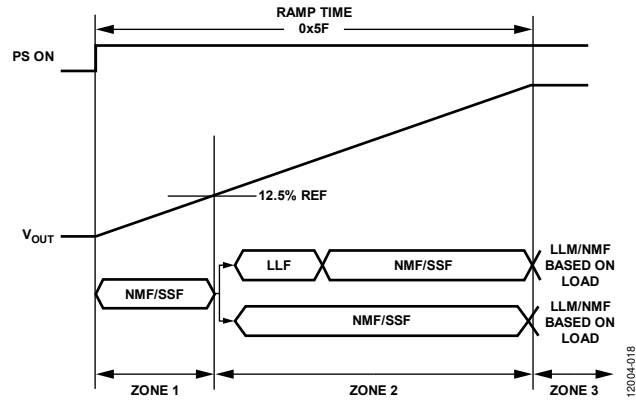 RAMP TIME
0x5F
PS ON
12.5% REF
VOUT
LLF
NMF/SSF
LLM/NMF
BASED ON
LOAD
NMF/SSF
NMF/SSF
LLM/NMF
BASED ON
LOAD
ZONE 1
ZONE 2
ZONE 3
12004-018